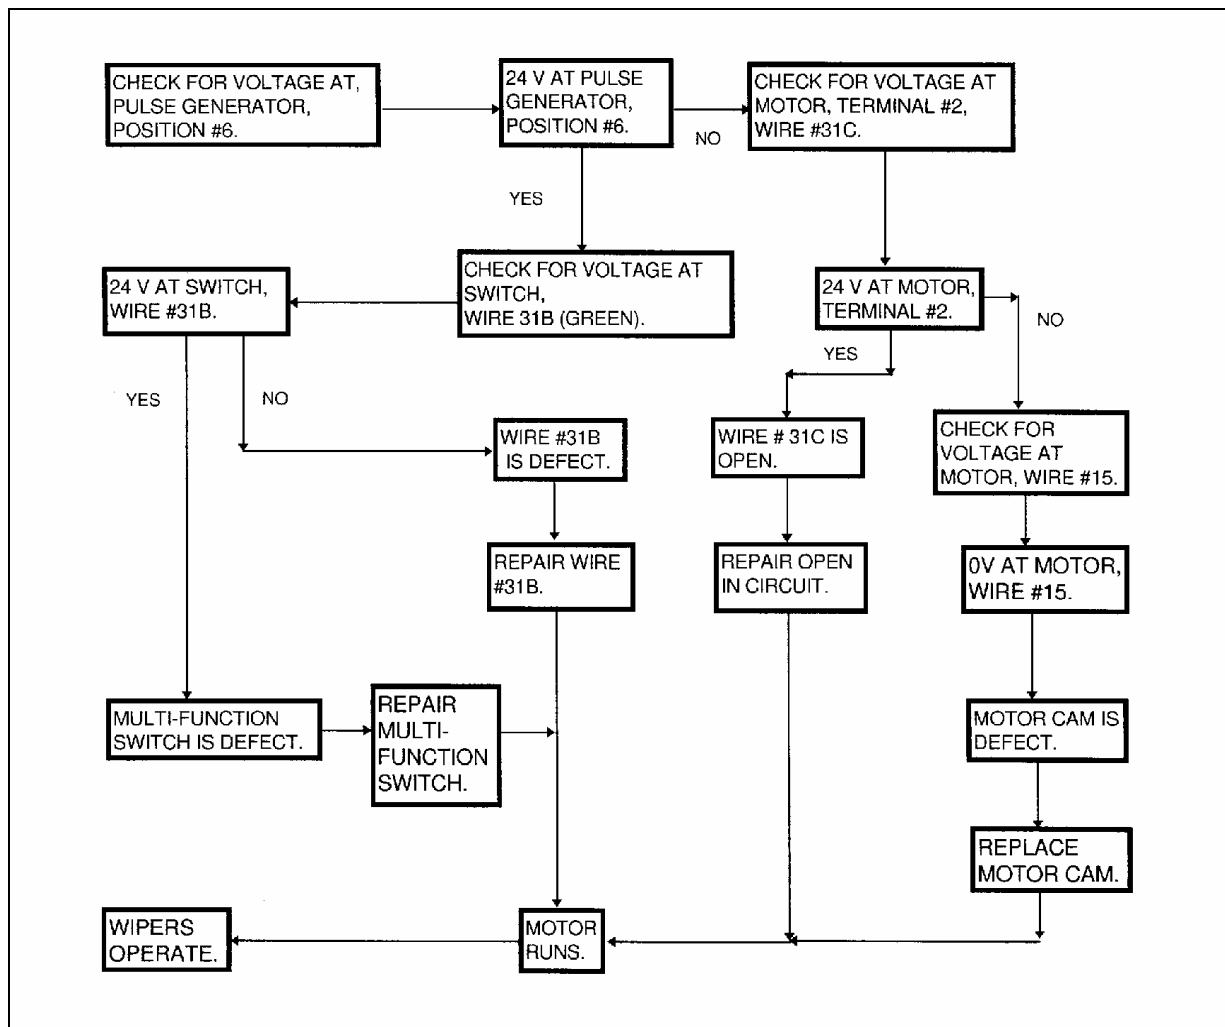 CHECK FOR VOLTAGE AT,
PULSE GENERATOR,
POSITION #6.
24 V AT PULSE
GENERATOR,
POSITION #6.
NO
CHECK FOR VOLTAGE AT
MOTOR, TERMINAL #2,
WIRE #31C.
YES
24 V AT SWITCH,
WIRE #31B.
CHECK FOR VOLTAGE AT
SWITCH,
WIRE 31B (GREEN).
24 V AT MOTOR,
TERMINAL #2.
NO
YES
YES
NO
WIRE #31B
IS DEFECT.
WIRE # 31C IS
OPEN.
CHECK FOR
VOLTAGE AT
MOTOR, WIRE #15.
REPAIR WIRE
#31B.
REPAIR OPEN
IN CIRCUIT.
0V AT MOTOR,
WIRE #15.
MULTI-FUNCTION
SWITCH IS DEFECT.
REPAIR
MULTI-
FUNCTION
SWITCH.
MOTOR CAM IS
DEFECT.
REPLACE
MOTOR CAM.
WIPERS
OPERATE.
MOTOR
RUNS.